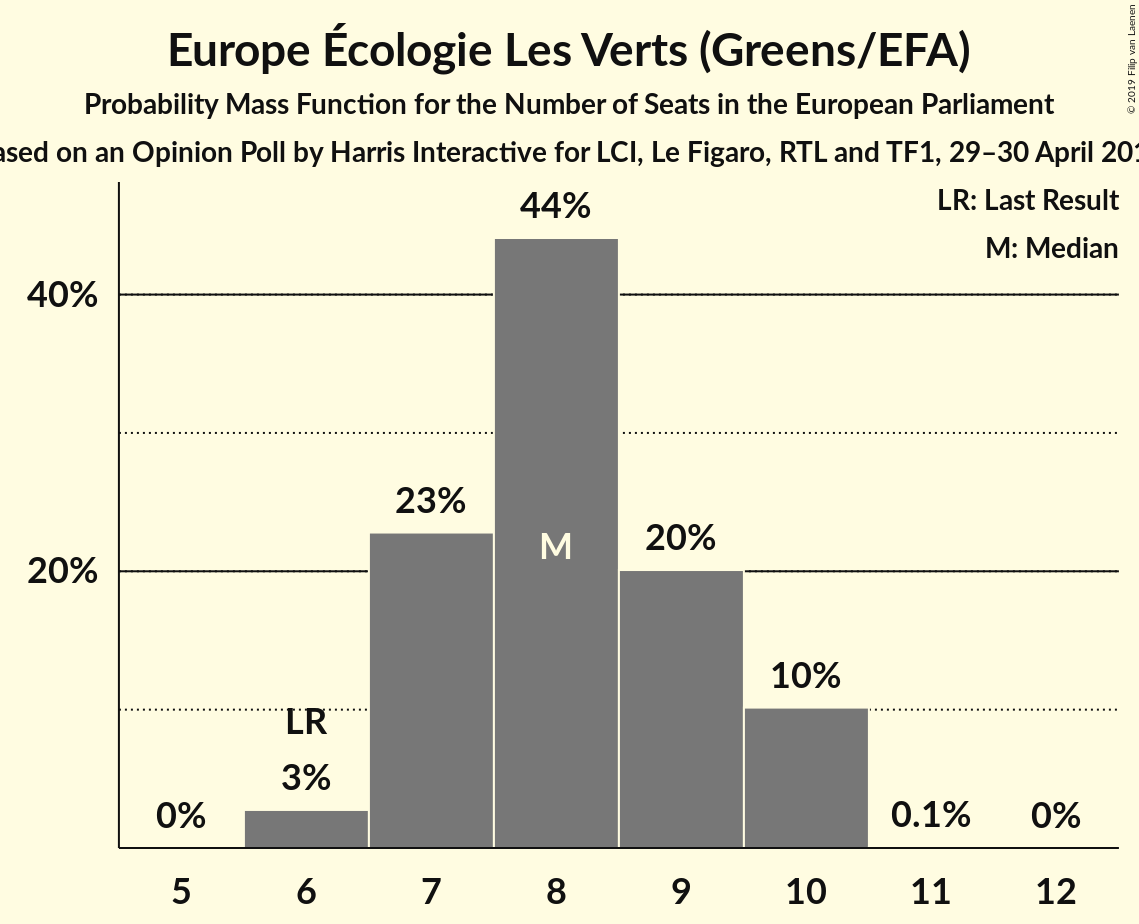 Europe Écologie Les Verts (Greens/EFA)
Probability Mass Function for the Number of Seats in the European Parliament
on an Opinion Poll by Harris Interactive for LCI, Le Figaro, RTL and TF1, 29–30 April
© 2019 Filip van Laenen
LR: Last Result
M: Median
44%
40%
23%
M
20%
20%
10%
LR
3%
0%
0.1%
0%
5 6 7 8 9 10 11 12